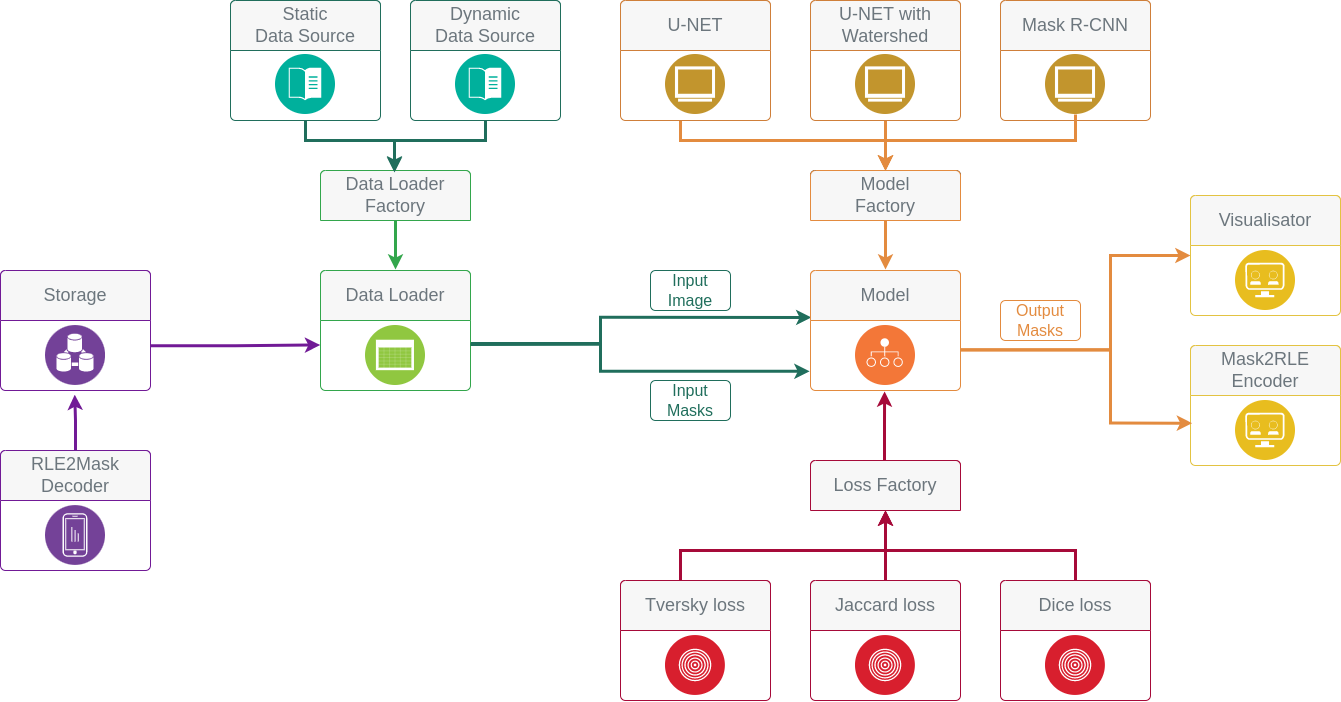 Static
Data Source
Dynamic
Data Source
U-NET
U-NET with
Watershed
Mask R-CNN
Data Loader
Factory
Model
Factory
Visualisator
Storage
Data Loader
Input
Image
Model
Output
Masks
Mask2RLE
Encoder
Input
Masks
RLE2Mask
Decoder
Loss Factory
Tversky loss
Jaccard loss
Dice loss